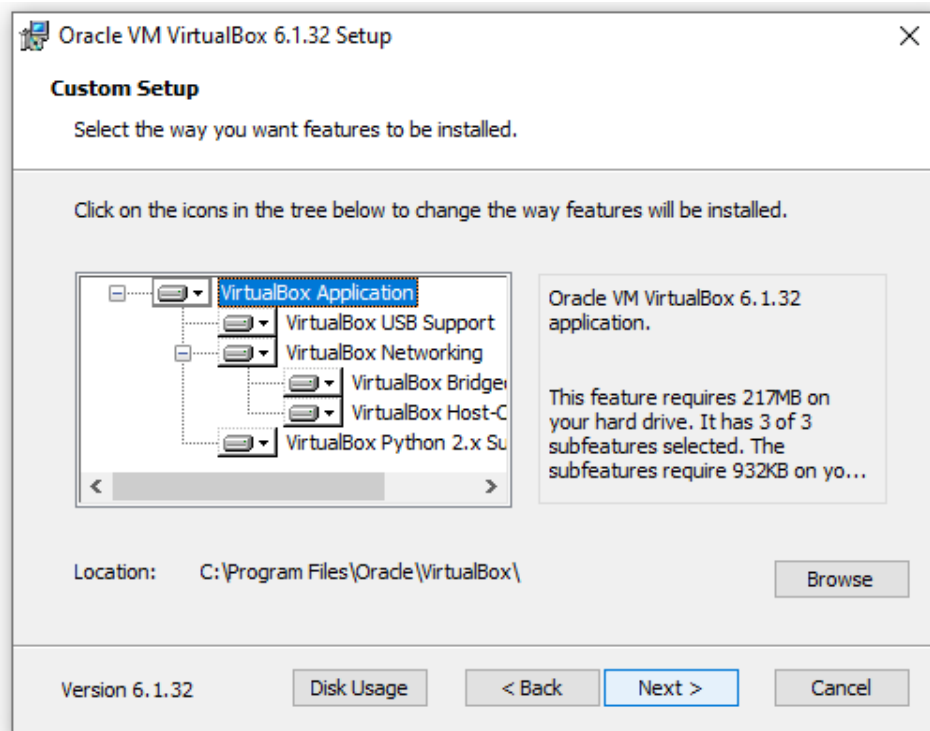 Oracle VM VirtualBox 6.1.32 Setup
Custom Setup
Select the way you want features to be installed.
Click on the icons in the tree below to change the way features will be installed.
VirtualBox Application
VirtualBox USB Support
VirtualBox Networking
VirtualBox Bridge
VirtualBox Host-
VirtualBox Python 2.x Su
Oracle VM VirtualBox 6.1.32
application.
This feature requires 217MB on
your hard drive. It has 3 of 3
subfeatures selected. The
subfeatures require 932KB on yo...
Location: C:\Program Files\Oracle\VirtualBox\
Browse
Version 6.1.32 Disk Usage < Back Next > Cancel